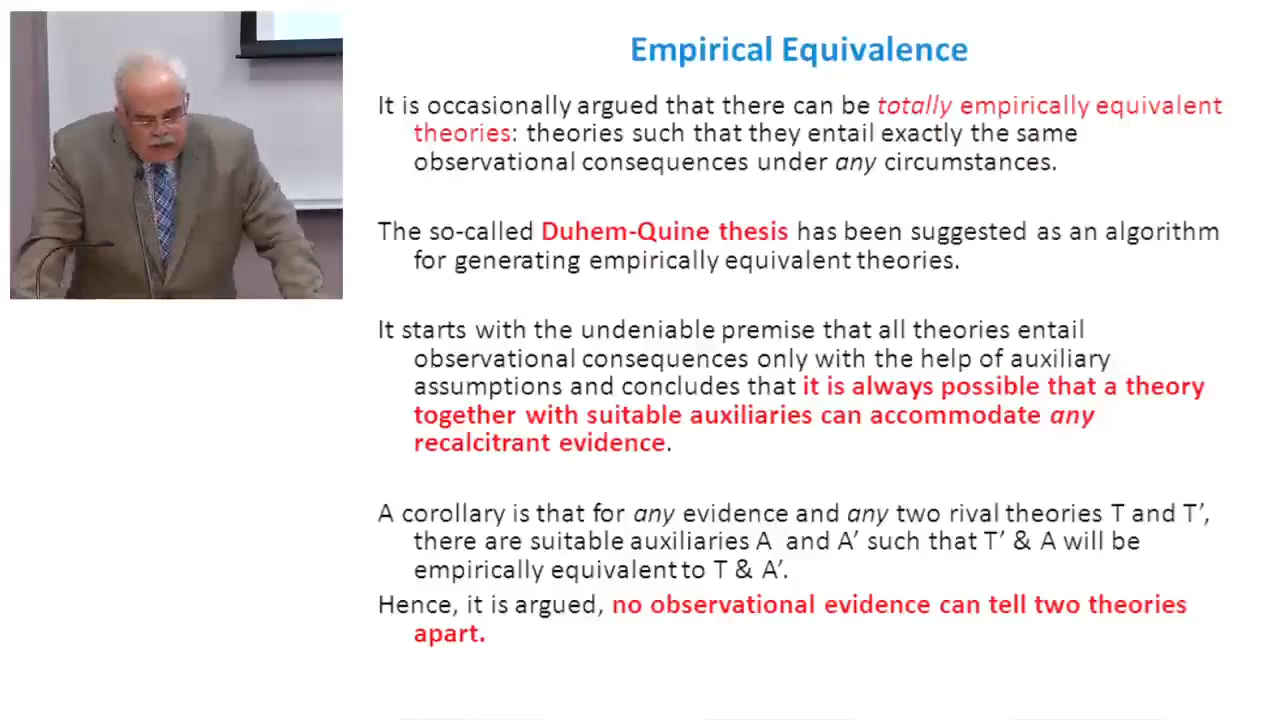 Empirical Equivalence
It is occasionally argued that there can be totally empirically equivalent
theories: theories such that they entail exactly the same
observational consequences under any circumstances.
The so-called Duhem-Quine thesis has been suggested as an algorithm
for generating empirically equivalent theories.
It starts with the undeniable premise that all theories entail
observational consequences only with the help of auxiliary
assumptions and concludes that it is always possible that a theory
together with suitable auxiliaries can accommodate any
recalcitrant evidence.
A corollary is that for any evidence and any two rival theories T and T’,
there are suitable auxiliaries A and A’ such that T’ & A will be
empirically equivalent to T & A’.
Hence, it is argued, no observational evidence can tell two theories
apart.